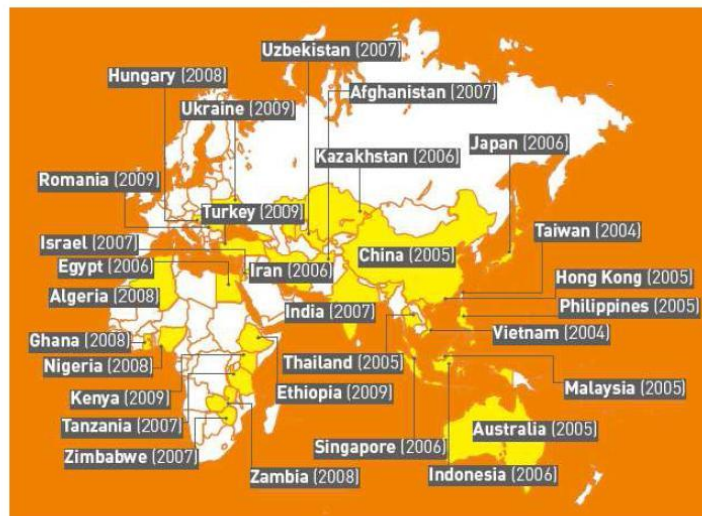 Uzbekistan (2007)
Hungary (2008)
Afghanistan (2007)
Ukraine (2009)
Japan (2006)
Kazakhstan (2006)
Romania (2009)
Turkey (2009)
Taiwan (2004)
Israel (2007)
China (2005)
Egypt (2006)
Iran (2006)
Hong Kong (2005)
Algeria (2008)
India (2007)
Philippines (2005)
Ghana (2008)
Vietnam (2004)
Nigeria (2008)
Thailand (2005)
Kenya (2009)
Ethiopia (2009)
Malaysia (2005)
Tanzania (2007)
Australia (2005)
Zimbabwe (2007)
Singapore (2006)
Zambia (2008)
Indonesia (2006)